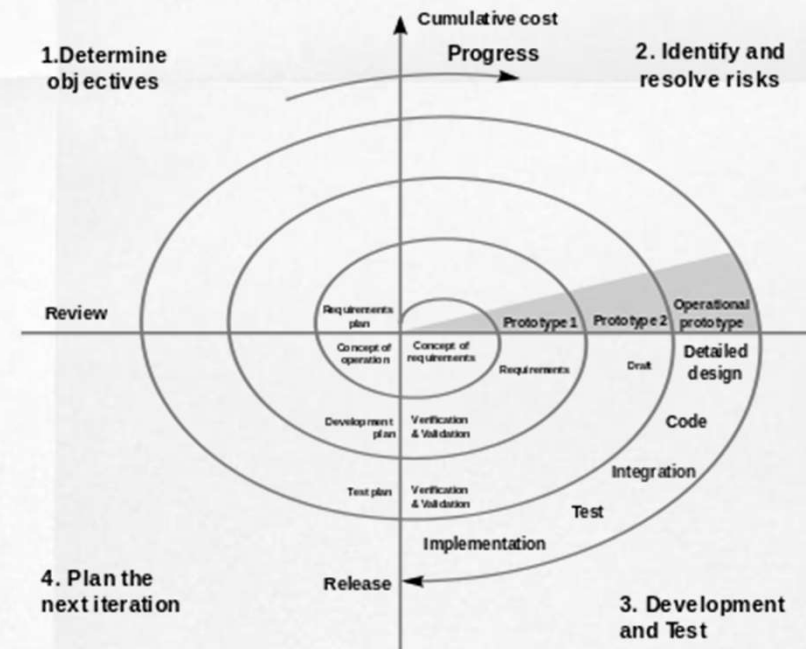 Cumulative cost
Progress
1.Determine
objectives
2. Identify and
resolve risks
Review
Requirements
plan
Prototype 1
Prototype 2
Operational
prototype
Concept of
operation
Concept of
requirements
Requirements
Draft
Detailed
design
Development
plan
Verification
& Validation
Code
Test plan
Verification
& Validation
Integration
Test
Implementation
Release
4. Plan the
next iteration
3. Development
and Test